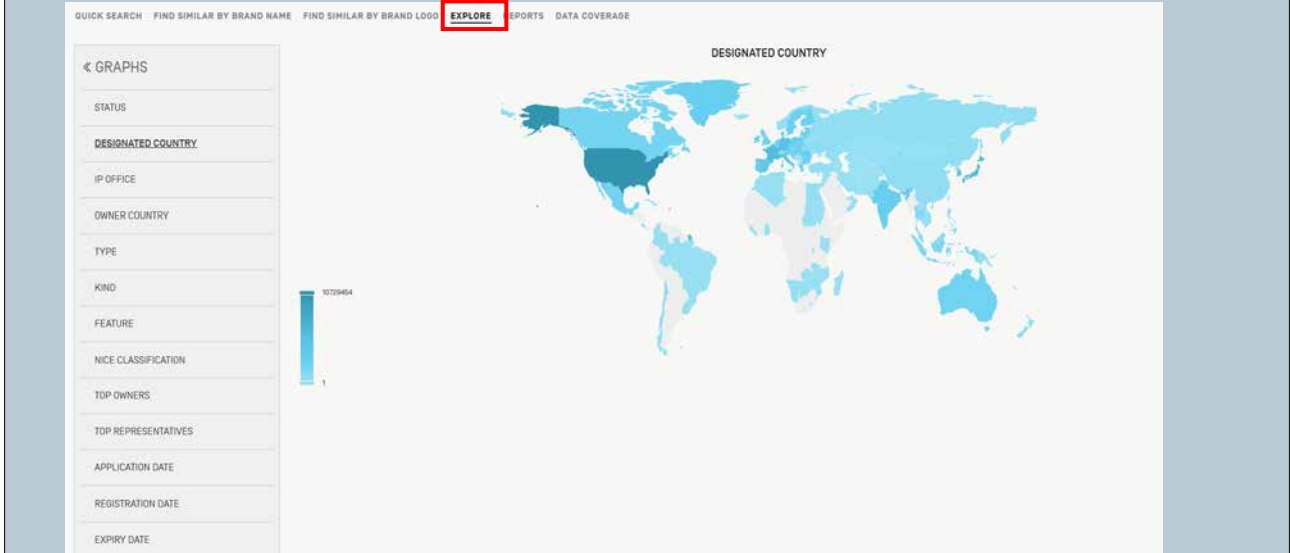 QUICK SEARCH FIND SIMILAR BY BRAND NAME FIND SIMILAR BY BRAND LOGO EXPLORE REPORTS DATA COVERAGE
« GRAPHS
STATUS
DESIGNATED COUNTRY
IP OFFICE
OWNER COUNTRY
TYPE
KIND
FEATURE
NICE CLASSIFICATION
TOP OWNERS
TOP REPRESENTATIVES
APPLICATION DATE
REGISTRATION DATE
EXPIRY DATE
DESIGNATED COUNTRY
10729454
1